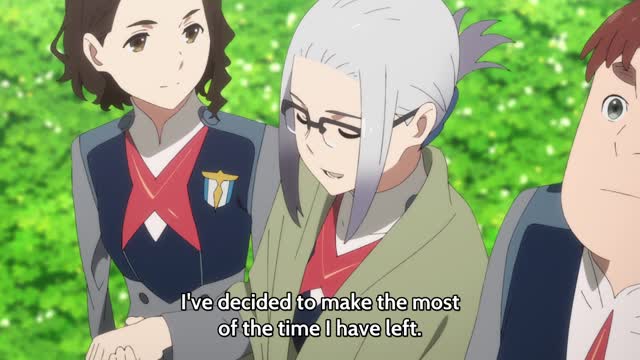 I've decided to make the most
of the time I have left.